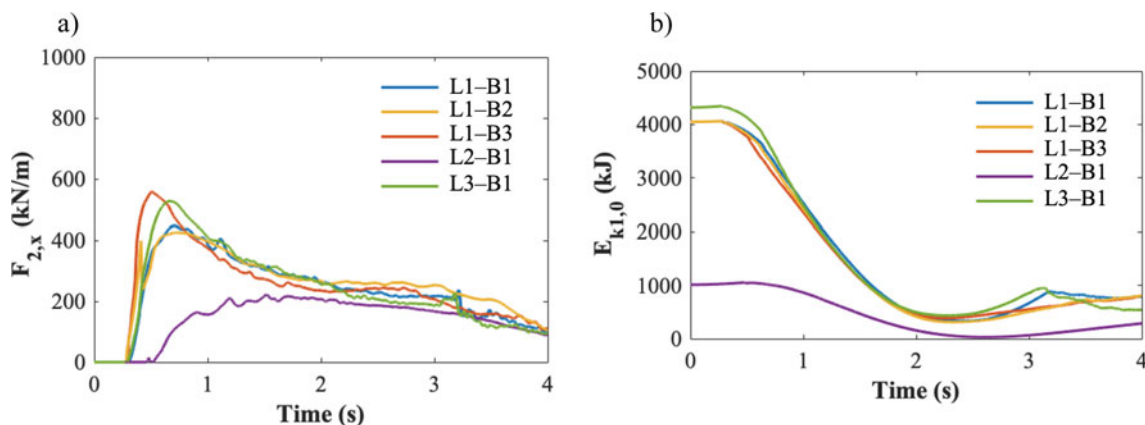 a)
F2,x (kN/m)
1000
800
600
400
200
0
0 1 2 3 4
Time (s)
L1–B1
L1–B2
L1–B3
L2–B1
L3–B1
b)
Ek1,0 (kJ)
5000
4000
3000
2000
1000
0
0 1 2 3 4
Time (s)
L1–B1
L1–B2
L1–B3
L2–B1
L3–B1